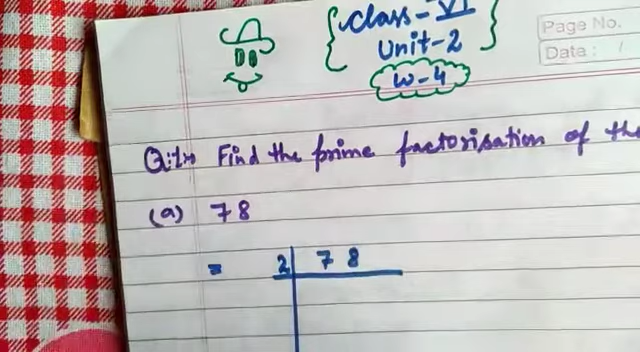 Class - VI
Unit - 2
W - 4
Page No.
Date : /
Q:1:→ Find the prime factorisation of the
(a) 78
= 2 78